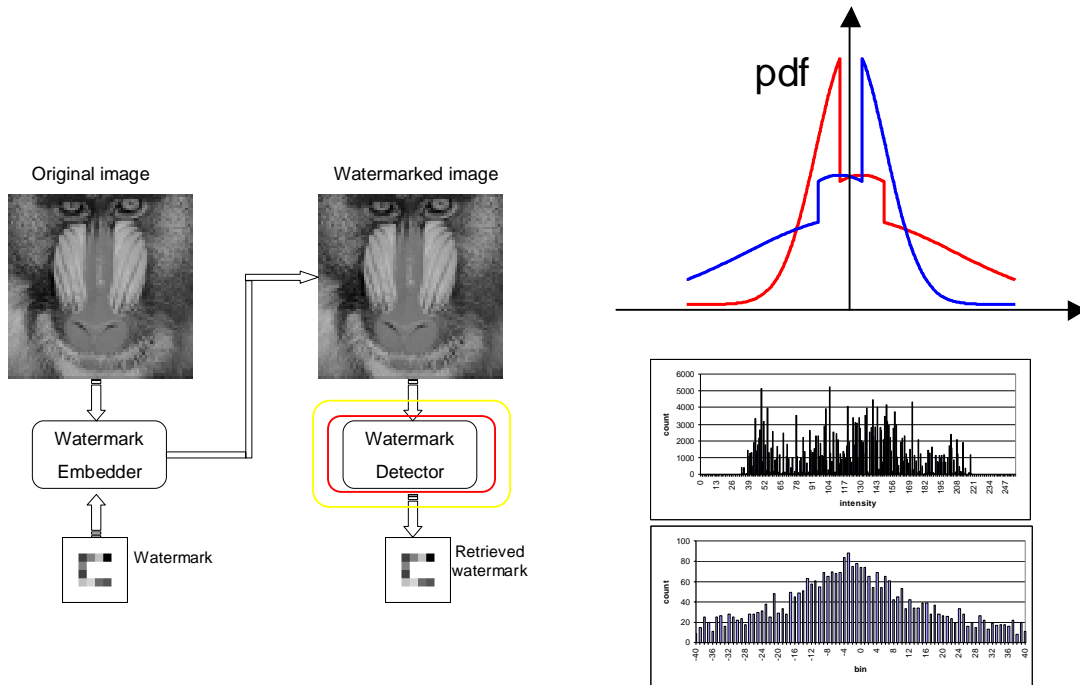 Original image
Watermarked image
Watermark
Embedder
Watermark
Detector
Watermark
Retrieved
watermark
pdf
6000
5000
4000
3000
2000
1000
0
count
0 13 26 39 52 65 78 91 104 117 130 143 156 169 182 195 208 221 234 247
intensity
100
80
60
40
20
0
count
-40 -36 -32 -28 -24 -20 -16 -12 -8 -4 0 4 8 12 16 20 24 28 32 36 40
bin